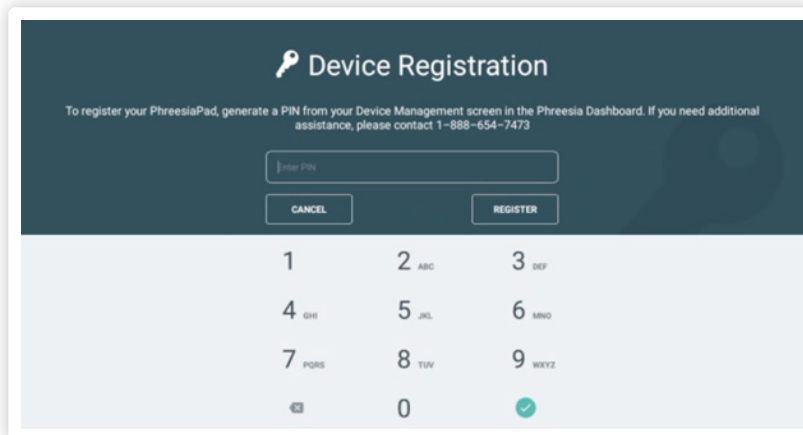 Device Registration
To register your PhreesiaPad, generate a PIN from your Device Management screen in the Phreesia Dashboard. If you need additional
assistance, please contact 1-888-654-7473
Enter PIN
CANCEL REGISTER
1 2 ABC 3 DEF
4 GHI 5 JKL 6 MNO
7 PQRS 8 TUV 9 WXYZ
0